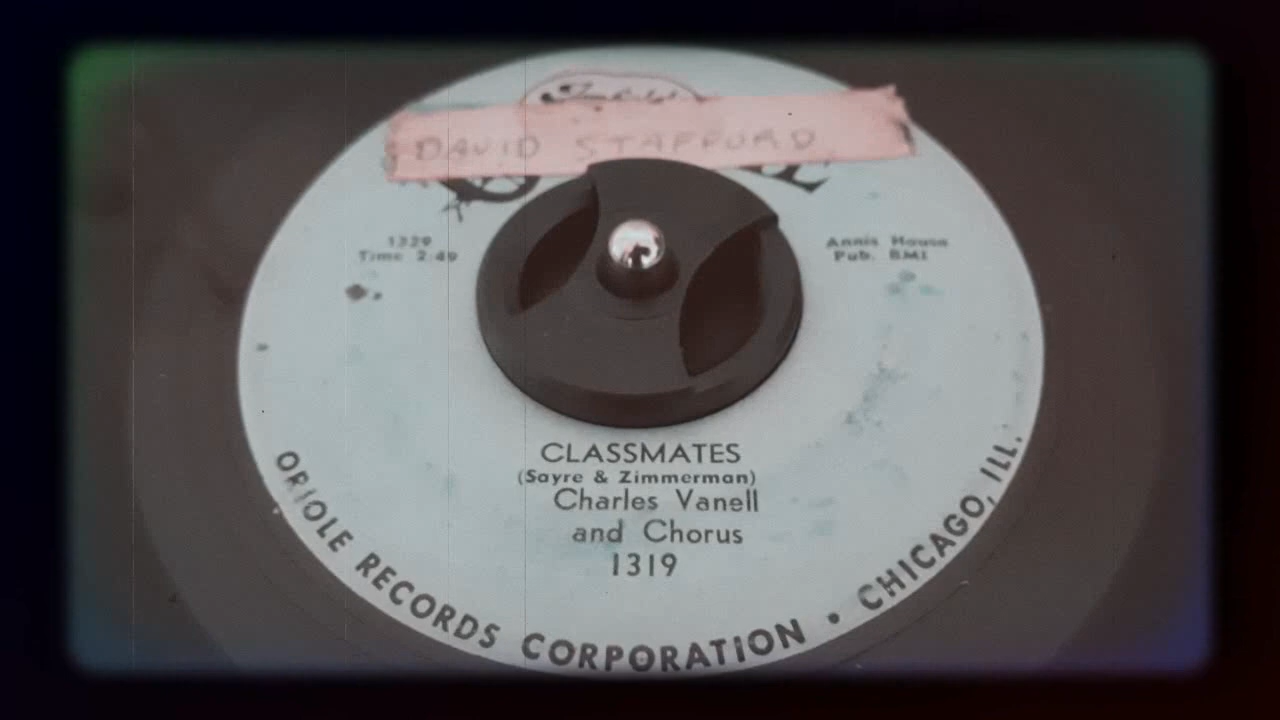 DAVID STAFFORD
1329
Time 2:49
Annis House
Pub. BMI
CLASSMATES
(Sayre & Zimmerman)
Charles Vanell
and Chorus
1319
ORIOLE RECORDS CORPORATION • CHICAGO, ILL.